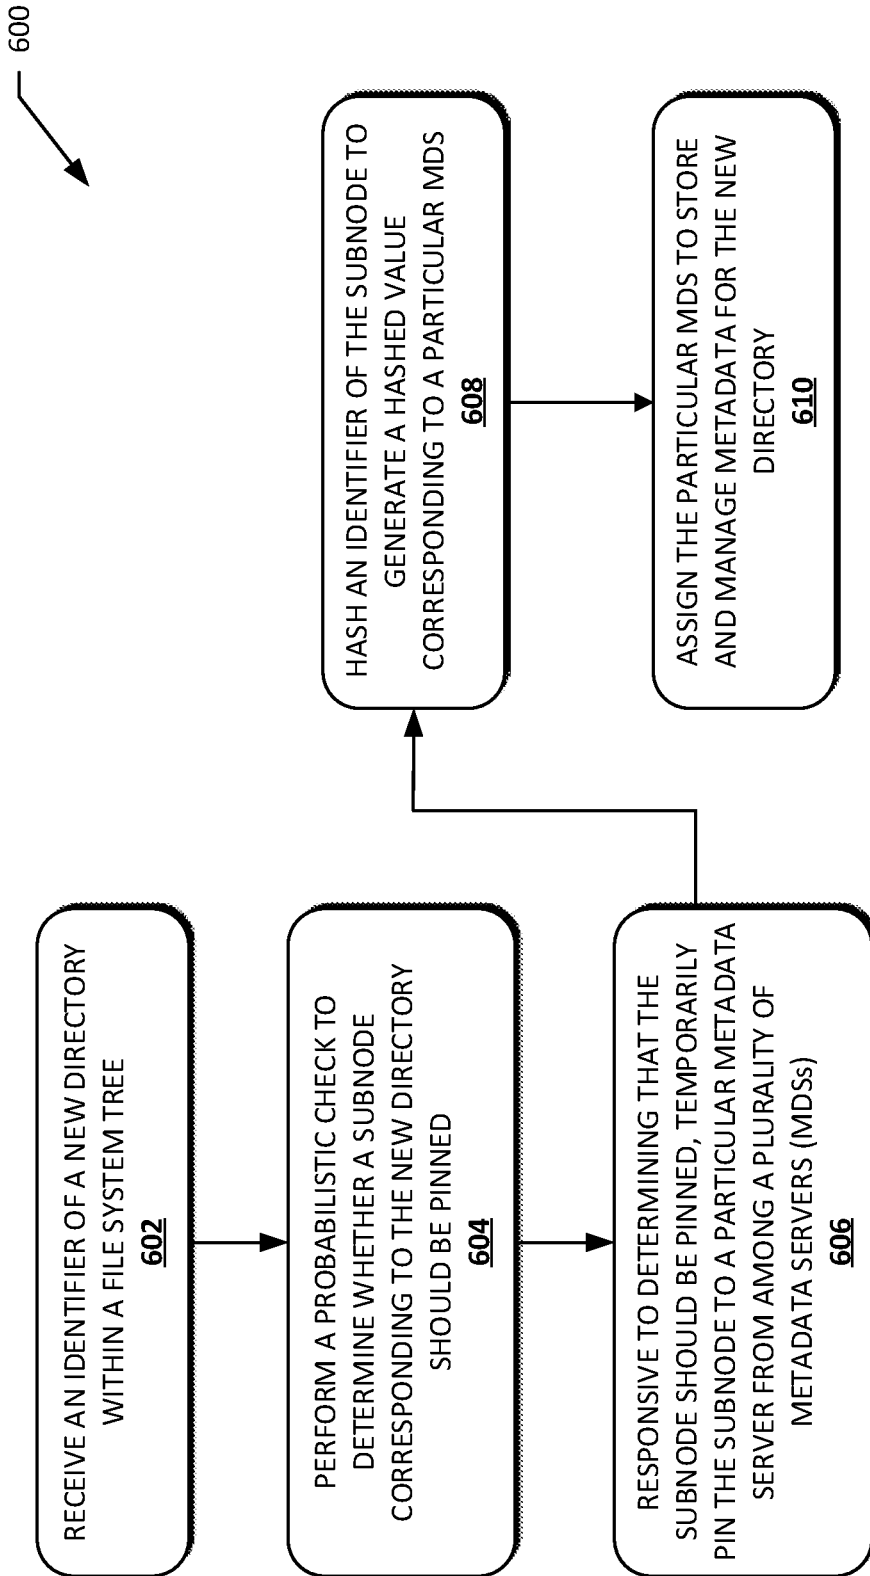 600
RECEIVE AN IDENTIFIER OF A NEW DIRECTORY
WITHIN A FILE SYSTEM TREE
602
PERFORM A PROBABILISTIC CHECK TO
DETERMINE WHETHER A SUBNODE
CORRESPONDING TO THE NEW DIRECTORY
SHOULD BE PINNED
604
RESPONSIVE TO DETERMINING THAT THE
SUBNODE SHOULD BE PINNED, TEMPORARILY
PIN THE SUBNODE TO A PARTICULAR METADATA
SERVER FROM AMONG A PLURALITY OF
METADATA SERVERS (MDSs)
606
HASH AN IDENTIFIER OF THE SUBNODE TO
GENERATE A HASHED VALUE
CORRESPONDING TO A PARTICULAR MDS
608
ASSIGN THE PARTICULAR MDS TO STORE
AND MANAGE METADATA FOR THE NEW
DIRECTORY
610